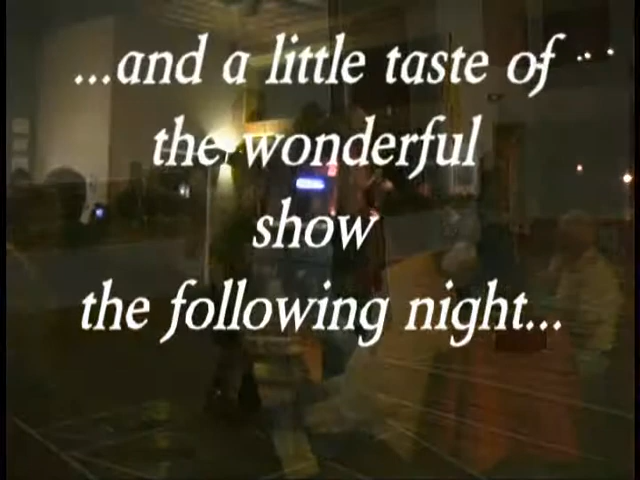 ...and a little taste of ...
the wonderful
show
the following night...